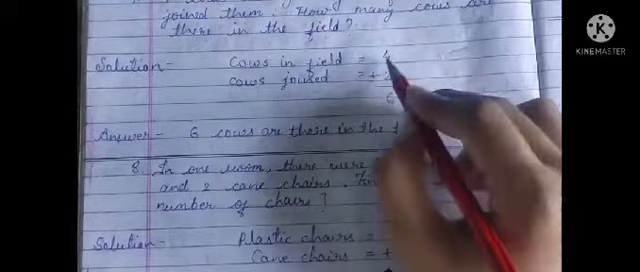 joined them. How many cows are
there in the field?
Solution - Cows in field = 4
cows joined = + 2
6
Answer - 6 cows are there in the f
8. In one room, there were
and 2 cane chairs. Fin
number of chairs?
Solution - Plastic chairs =
Cane chairs = +
KINEMASTER